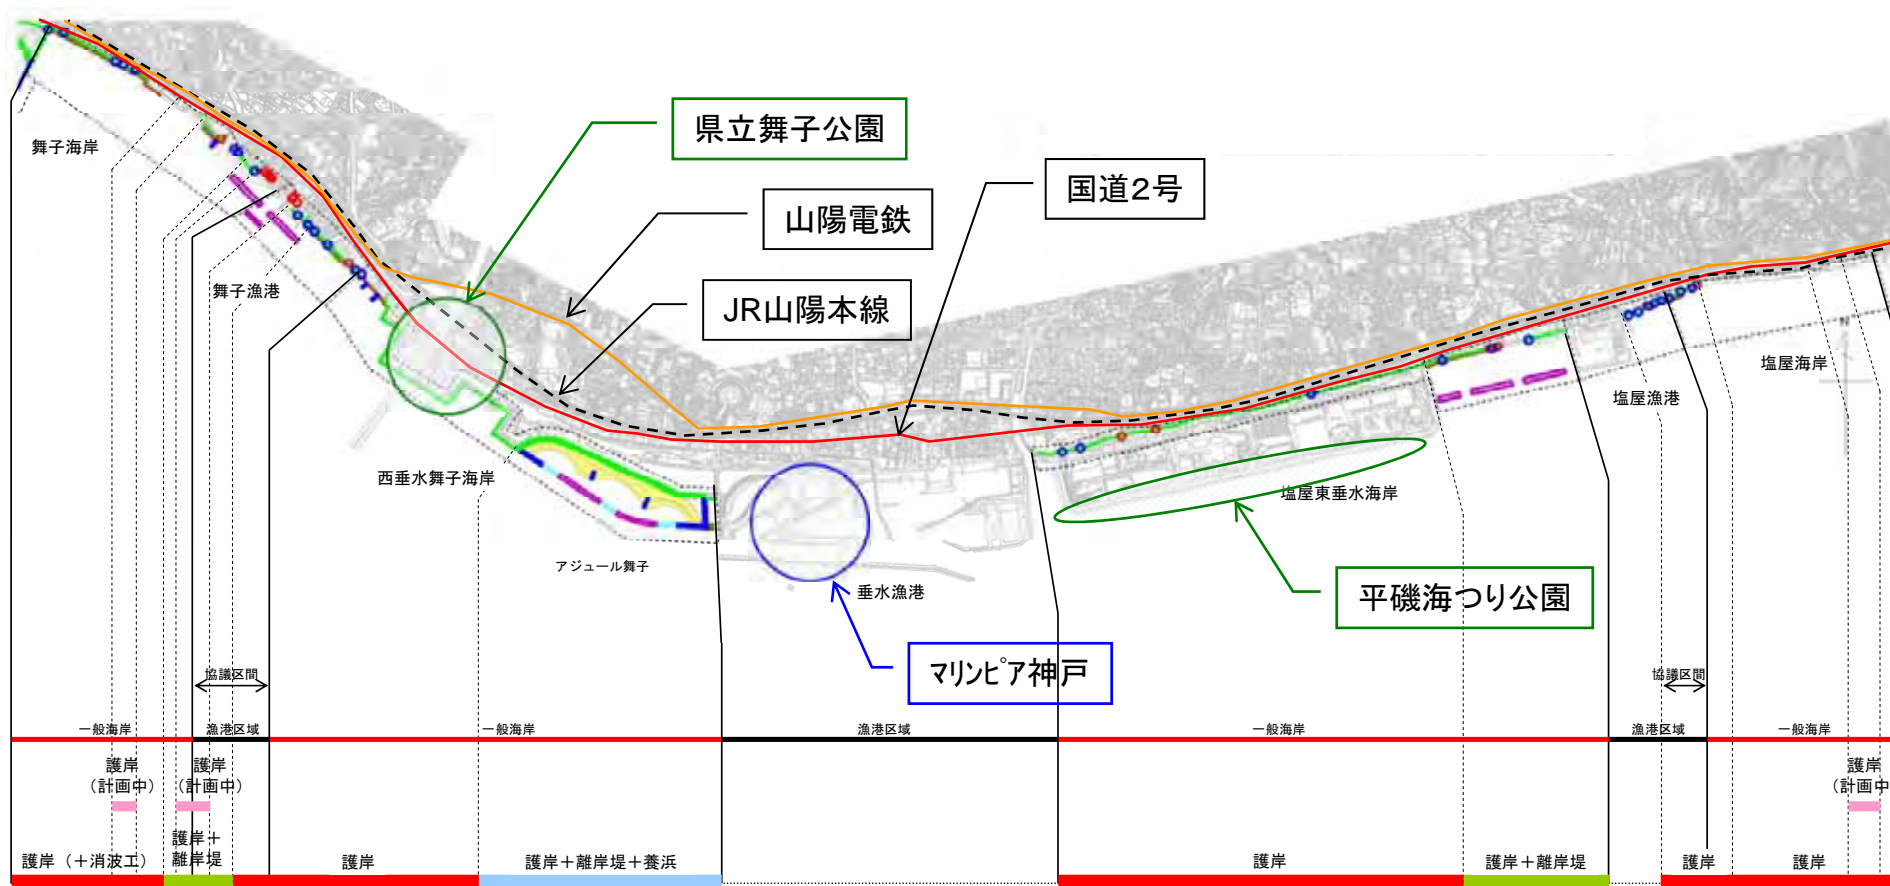 県立舞子公園
舞子海岸
国道2号
山陽電鉄
舞子漁港
JR山陽本線
塩屋海岸
塩屋漁港
西垂水舞子海岸
塩屋東垂水海岸
アジュール舞子
垂水漁港
平磯海つり公園
マリンピア神戸
協議区間
協議区間
一般海岸
漁港区域
一般海岸
漁港区域
一般海岸
漁港区域
一般海岸
護岸
(計画中)
護岸
(計画中)
護岸
(計画中
護岸(+消波工)
護岸+
離岸堤
護岸
護岸+離岸堤+養浜
護岸
護岸+離岸堤
護岸
護岸